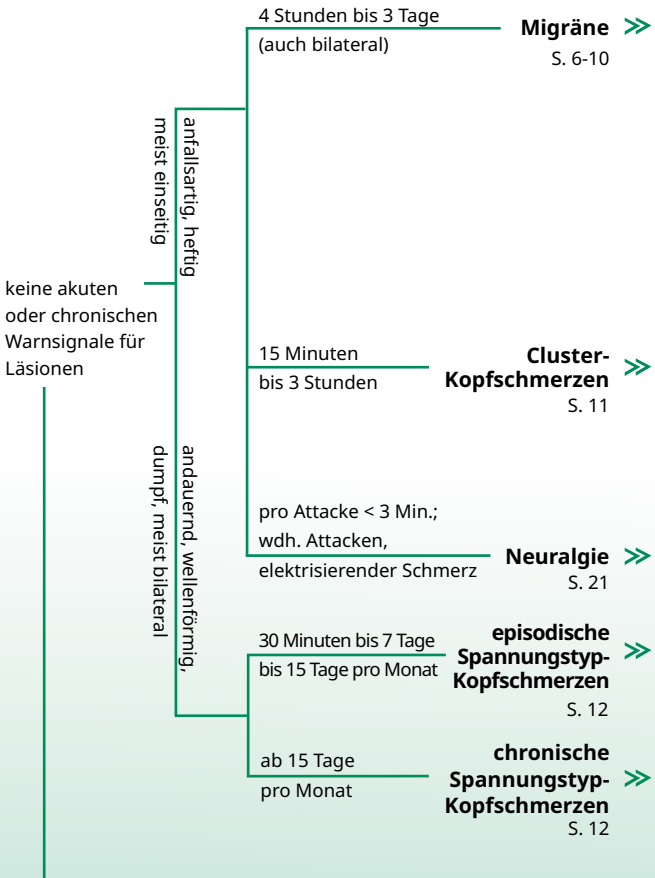 4 Stunden bis 3 Tage
(auch bilateral)
Migräne
S. 6-10
anfallsartig, heftig
meist einseitig
keine akuten
oder chronischen
Warnsignale für
Läsionen
15 Minuten
bis 3 Stunden
Cluster-
Kopfschmerzen
S. 11
pro Attacke < 3 Min.;
wdh. Attacken,
elektrisierender Schmerz
Neuralgie
S. 21
andauernd, wellenförmig,
dumpf, meist bilateral
30 Minuten bis 7 Tage
bis 15 Tage pro Monat
episodische
Spannungstyp-
Kopfschmerzen
S. 12
ab 15 Tage
pro Monat
chronische
Spannungstyp-
Kopfschmerzen
S. 12